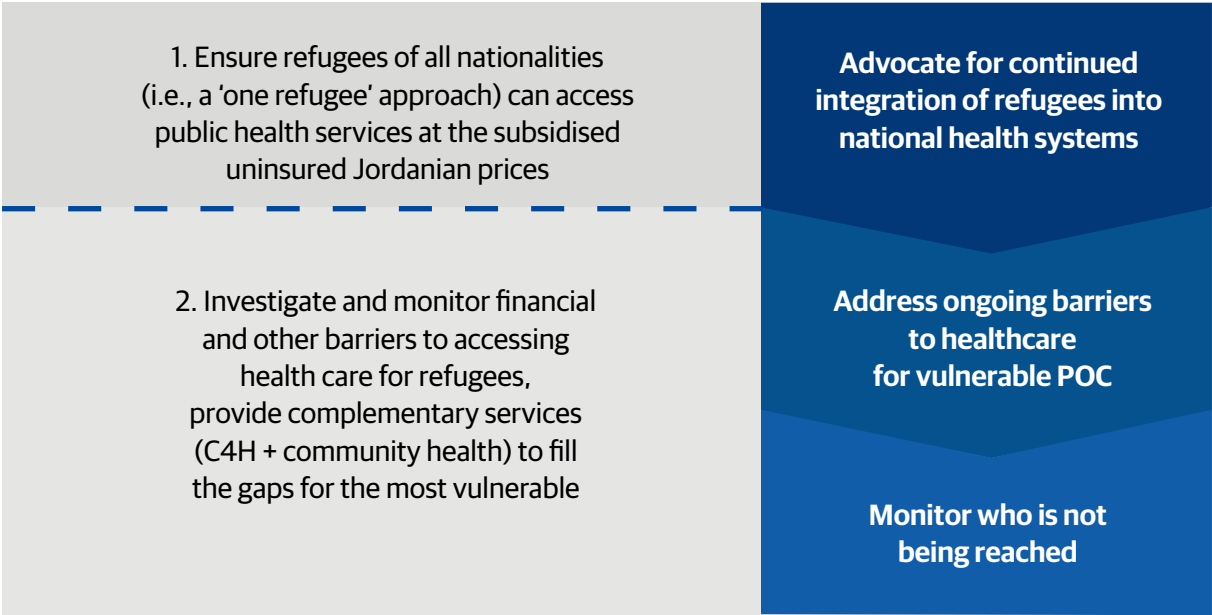 1. Ensure refugees of all nationalities
(i.e., a ‘one refugee’ approach) can access
public health services at the subsidised
uninsured Jordanian prices
Advocate for continued
integration of refugees into
national health systems
2. Investigate and monitor financial
and other barriers to accessing
health care for refugees,
provide complementary services
(C4H + community health) to fill
the gaps for the most vulnerable
Address ongoing barriers
to healthcare
for vulnerable POC
Monitor who is not
being reached